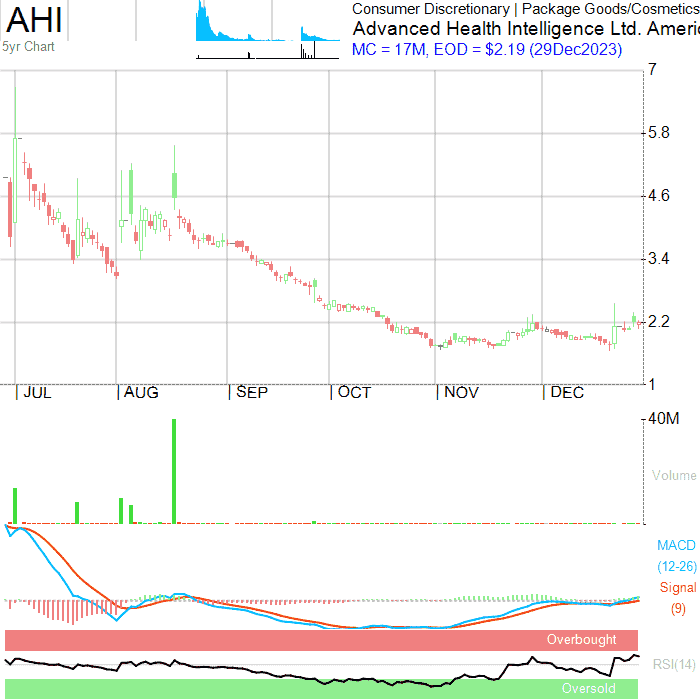 AHI
5yr Chart
Consumer Discretionary | Package Goods/Cosmetics
Advanced Health Intelligence Ltd. Americ
MC = 17M, EOD = $2.19 (29Dec2023)
7
5.8
4.6
3.4
2.2
1
JUL AUG SEP OCT NOV DEC
40M
Volume
MACD
(12-26)
Signal
(9)
Overbought
RSI(14)
Oversold